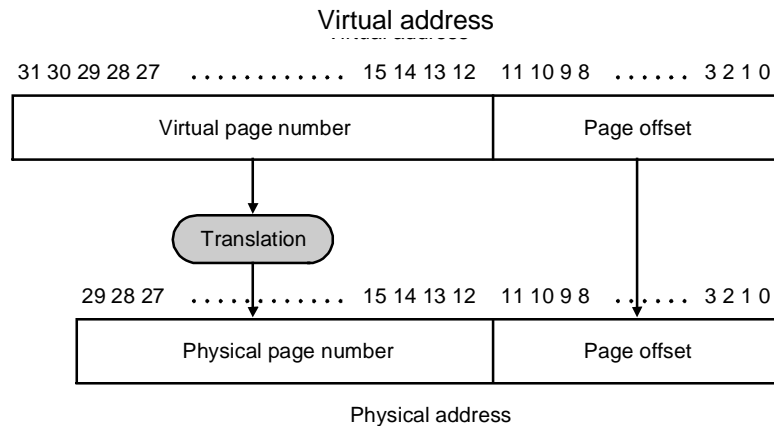 Virtual address
31 30 29 28 27 . . . . . . . . . . . . . 15 14 13 12 11 10 9 8 . . . . . . 3 2 1 0
Virtual page number Page offset
Translation
29 28 27 . . . . . . . . . . . . . 15 14 13 12 11 10 9 8 . . . . . . 3 2 1 0
Physical page number Page offset
Physical address